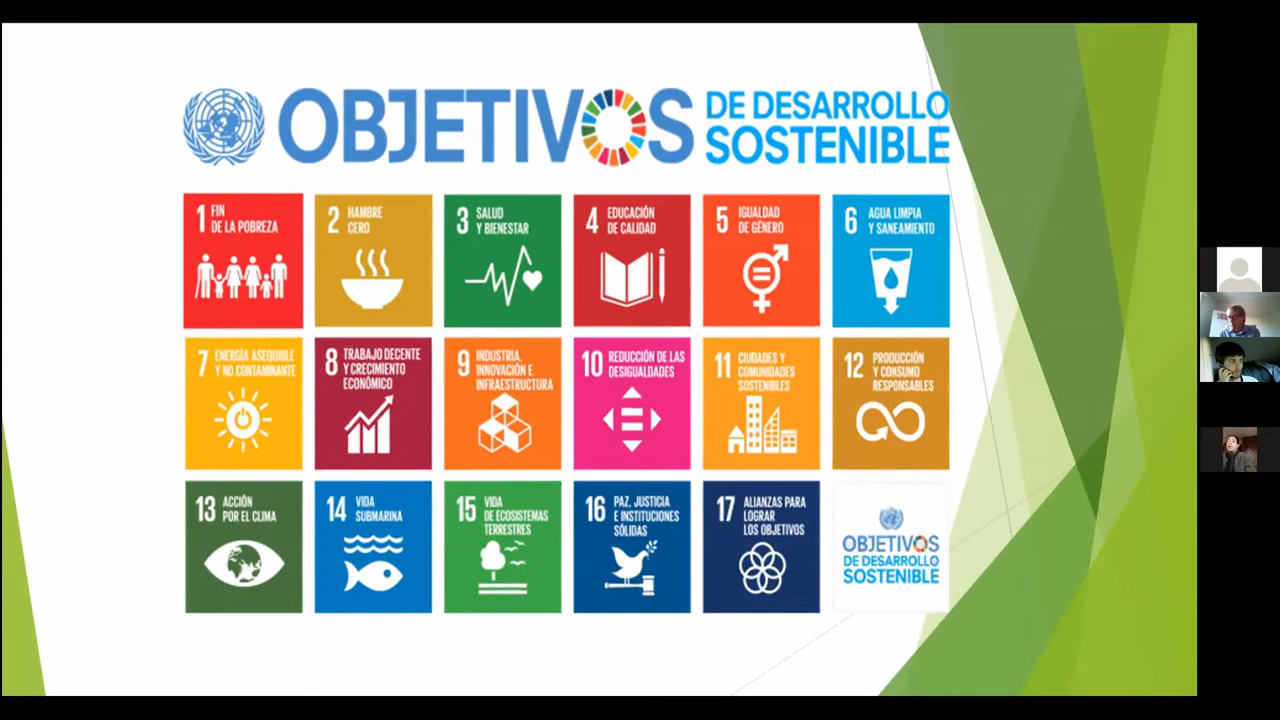 OBJETIVOS
DE DESARROLLO
SOSTENIBLE
1 FIN
DE LA POBREZA
2 HAMBRE
CERO
3 SALUD
Y BIENESTAR
4 EDUCACIÓN
DE CALIDAD
5 IGUALDAD
DE GÉNERO
6 AGUA LIMPIA
Y SANEAMIENTO
7 ENERGÍA ASEQUIBLE
Y NO CONTAMINANTE
8 TRABAJO DECENTE
Y CRECIMIENTO
ECONÓMICO
9 INDUSTRIA,
INNOVACIÓN E
INFRAESTRUCTURA
10 REDUCCIÓN DE LAS
DESIGUALDADES
11 CIUDADES Y
COMUNIDADES
SOSTENIBLES
12 PRODUCCIÓN
Y CONSUMO
RESPONSABLES
13 ACCIÓN
POR EL CLIMA
14 VIDA
SUBMARINA
15 VIDA
DE ECOSISTEMAS
TERRESTRES
16 PAZ, JUSTICIA
E INSTITUCIONES
SÓLIDAS
17 ALIANZAS PARA
LOGRAR
LOS OBJETIVOS
OBJETIVOS
DE DESARROLLO
SOSTENIBLE